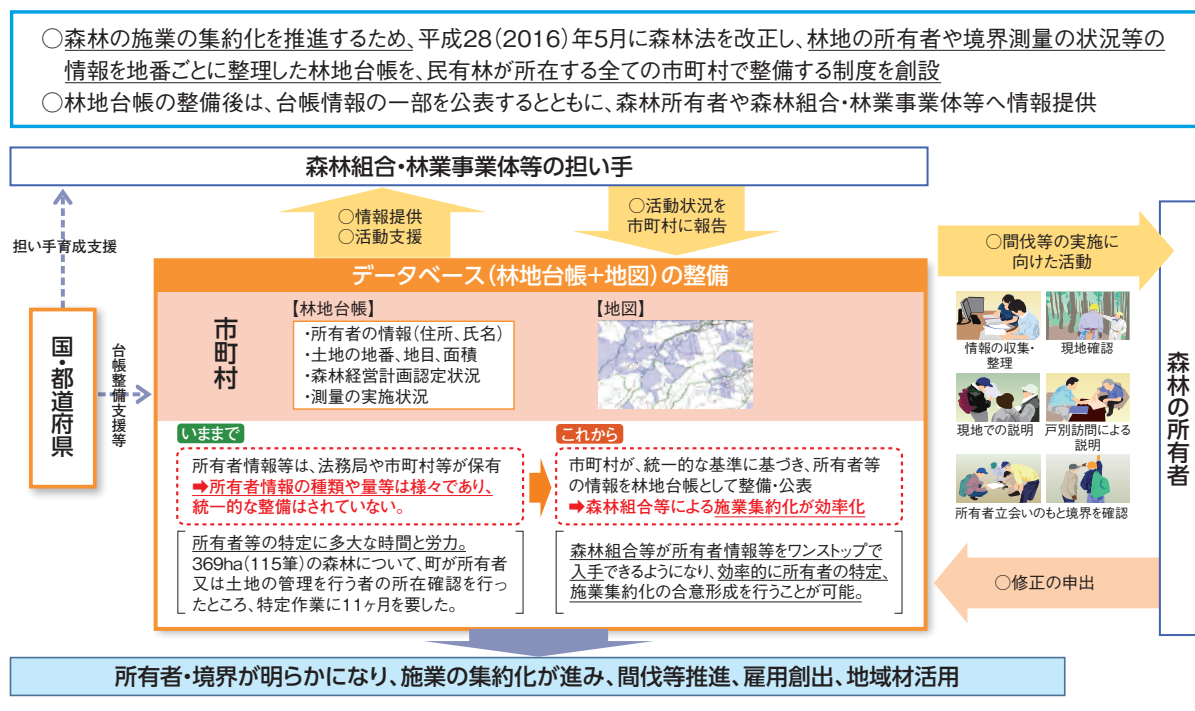 ○森林の施業の集約化を推進するため、平成28(2016)年5月に森林法を改正し、林地の所有者や境界測量の状況等の
情報を地番ごとに整理した林地台帳を、民有林が所在する全ての市町村で整備する制度を創設
○林地台帳の整備後は、台帳情報の一部を公表するとともに、森林所有者や森林組合・林業事業体等へ情報提供
森林組合・林業事業体等の担い手
○情報提供
○活動支援
○活動状況を
市町村に報告
担い手育成支援
国・都道府県
台帳整備支援等
データベース(林地台帳+地図)の整備
市町村
【林地台帳】
・所有者の情報(住所、氏名)
・土地の地番、地目、面積
・森林経営計画認定状況
・測量の実施状況
【地図】
いままで
所有者情報等は、法務局や市町村等が保有
➡所有者情報の種類や量等は様々であり、
統一的な整備はされていない。
所有者等の特定に多大な時間と労力。
369ha(115筆)の森林について、町が所有者
又は土地の管理を行う者の所在確認を行っ
たところ、特定作業に11ヶ月を要した。
これから
市町村が、統一的な基準に基づき、所有者等
の情報を林地台帳として整備・公表
➡森林組合等による施業集約化が効率化
森林組合等が所有者情報等をワンストップで
入手できるようになり、効率的に所有者の特定、
施業集約化の合意形成を行うことが可能。
○間伐等の実施に
向けた活動
情報の収集・
整理
現地確認
現地での説明
戸別訪問による
説明
所有者立会いのもと境界を確認
○修正の申出
森林の所有者
所有者・境界が明らかになり、施業の集約化が進み、間伐等推進、雇用創出、地域材活用